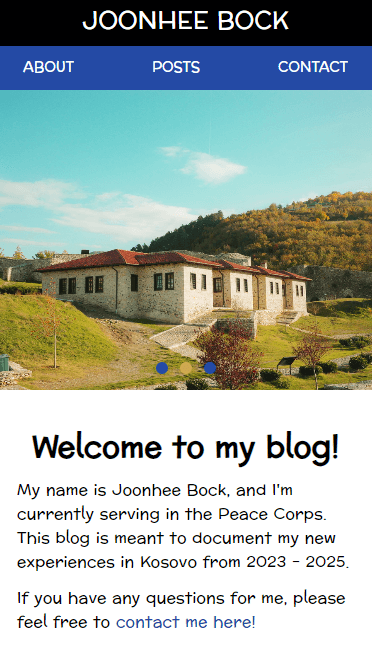 JOONHEE BOCK
ABOUT POSTS CONTACT
Welcome to my blog!
My name is Joonhee Bock, and I'm
currently serving in the Peace Corps.
This blog is meant to document my new
experiences in Kosovo from 2023 - 2025.
If you have any questions for me, please
feel free to contact me here!